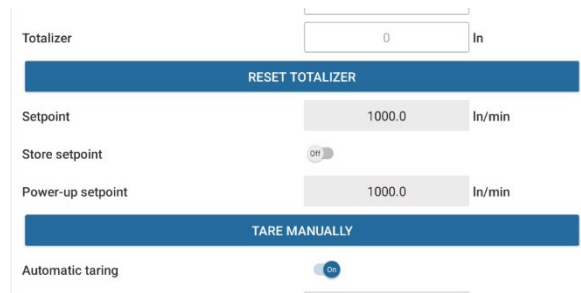 Totalizer 0 ln
RESET TOTALIZER
Setpoint 1000.0 ln/min
Store setpoint Off
Power-up setpoint 1000.0 ln/min
TARE MANUALLY
Automatic taring On